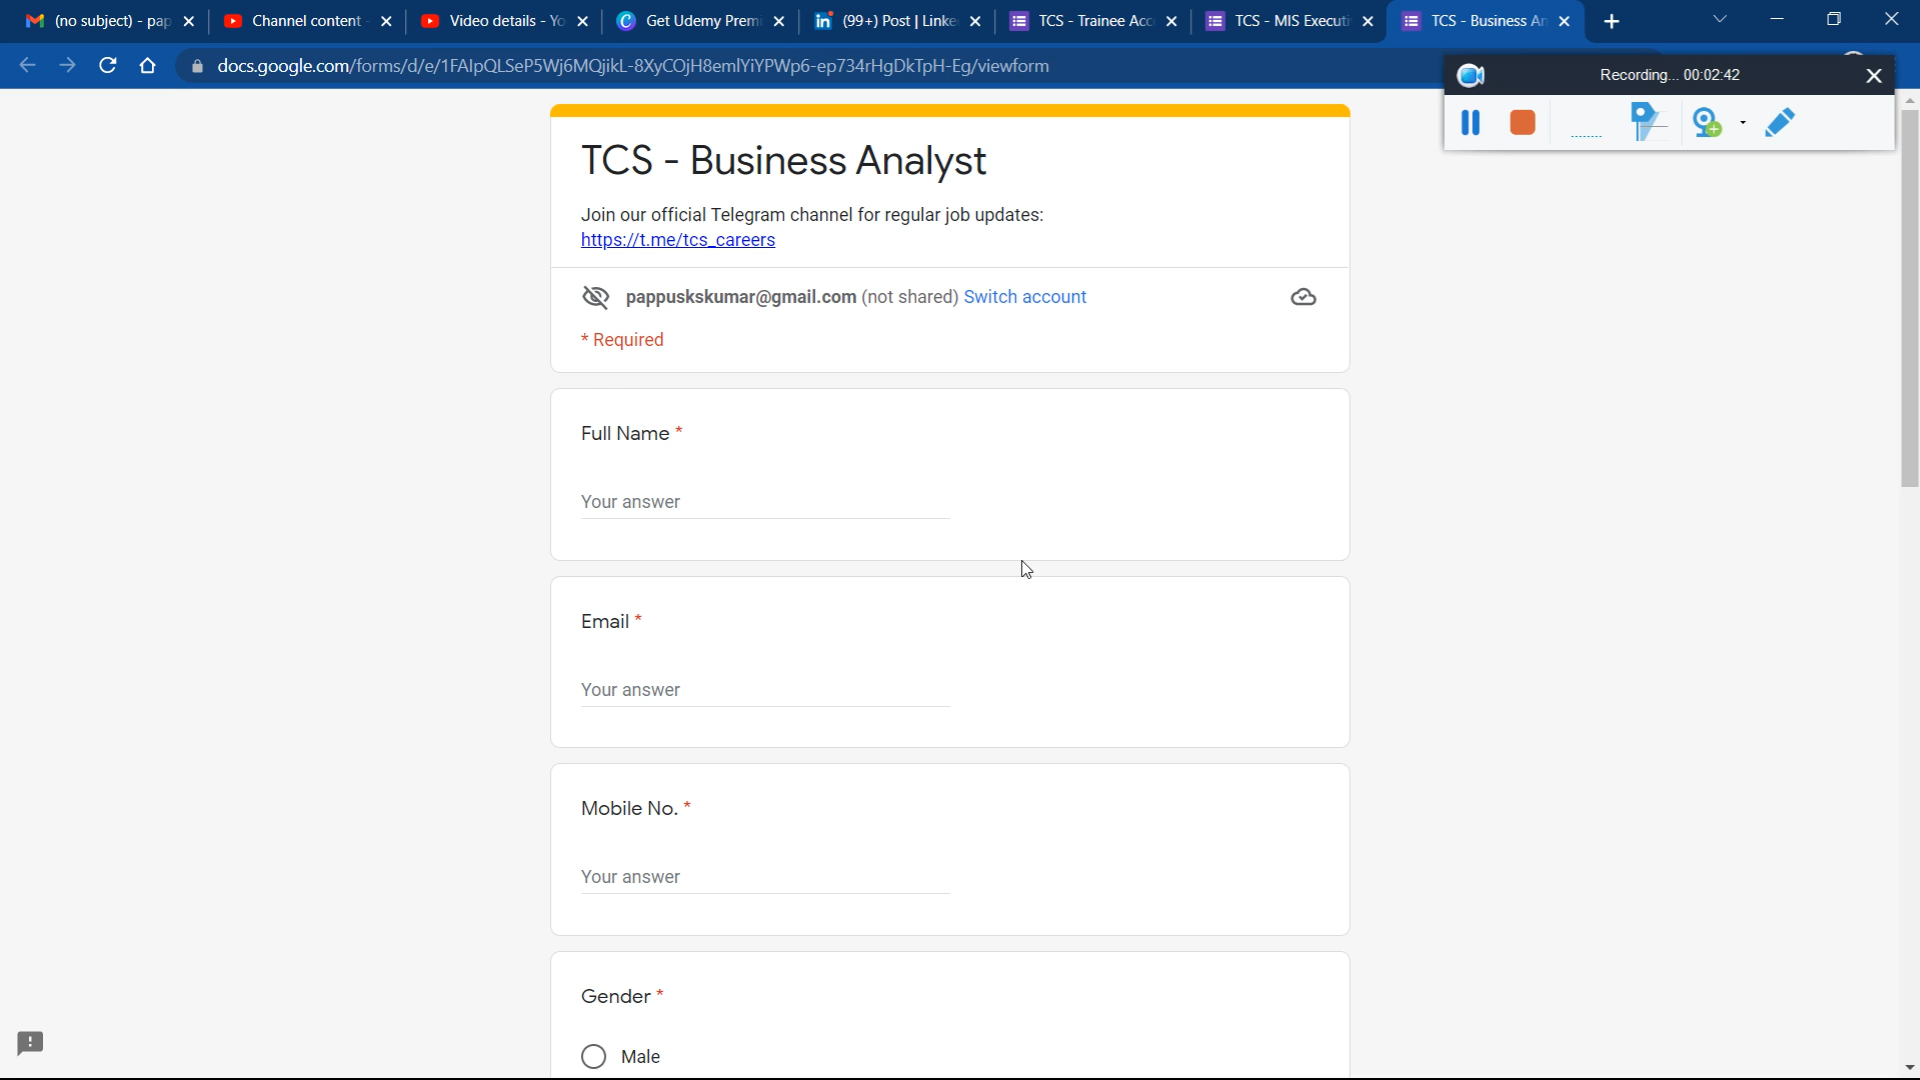 (no subject) - pap
Channel content -
Video details - Yo
Get Udemy Premi
(99+) Post | Linke
TCS - Trainee Acc
TCS - MIS Executi
TCS - Business An
docs.google.com/forms/d/e/1FAIpQLSeP5Wj6MQjikL-8XyCOjH8emIYiYPWp6-ep734rHgDkTpH-Eg/viewform
Recording... 00:02:42
TCS - Business Analyst
Join our official Telegram channel for regular job updates:
https://t.me/tcs_careers
pappuskskumar@gmail.com (not shared) Switch account
* Required
Full Name *
Your answer
Email *
Your answer
Mobile No. *
Your answer
Gender *
Male